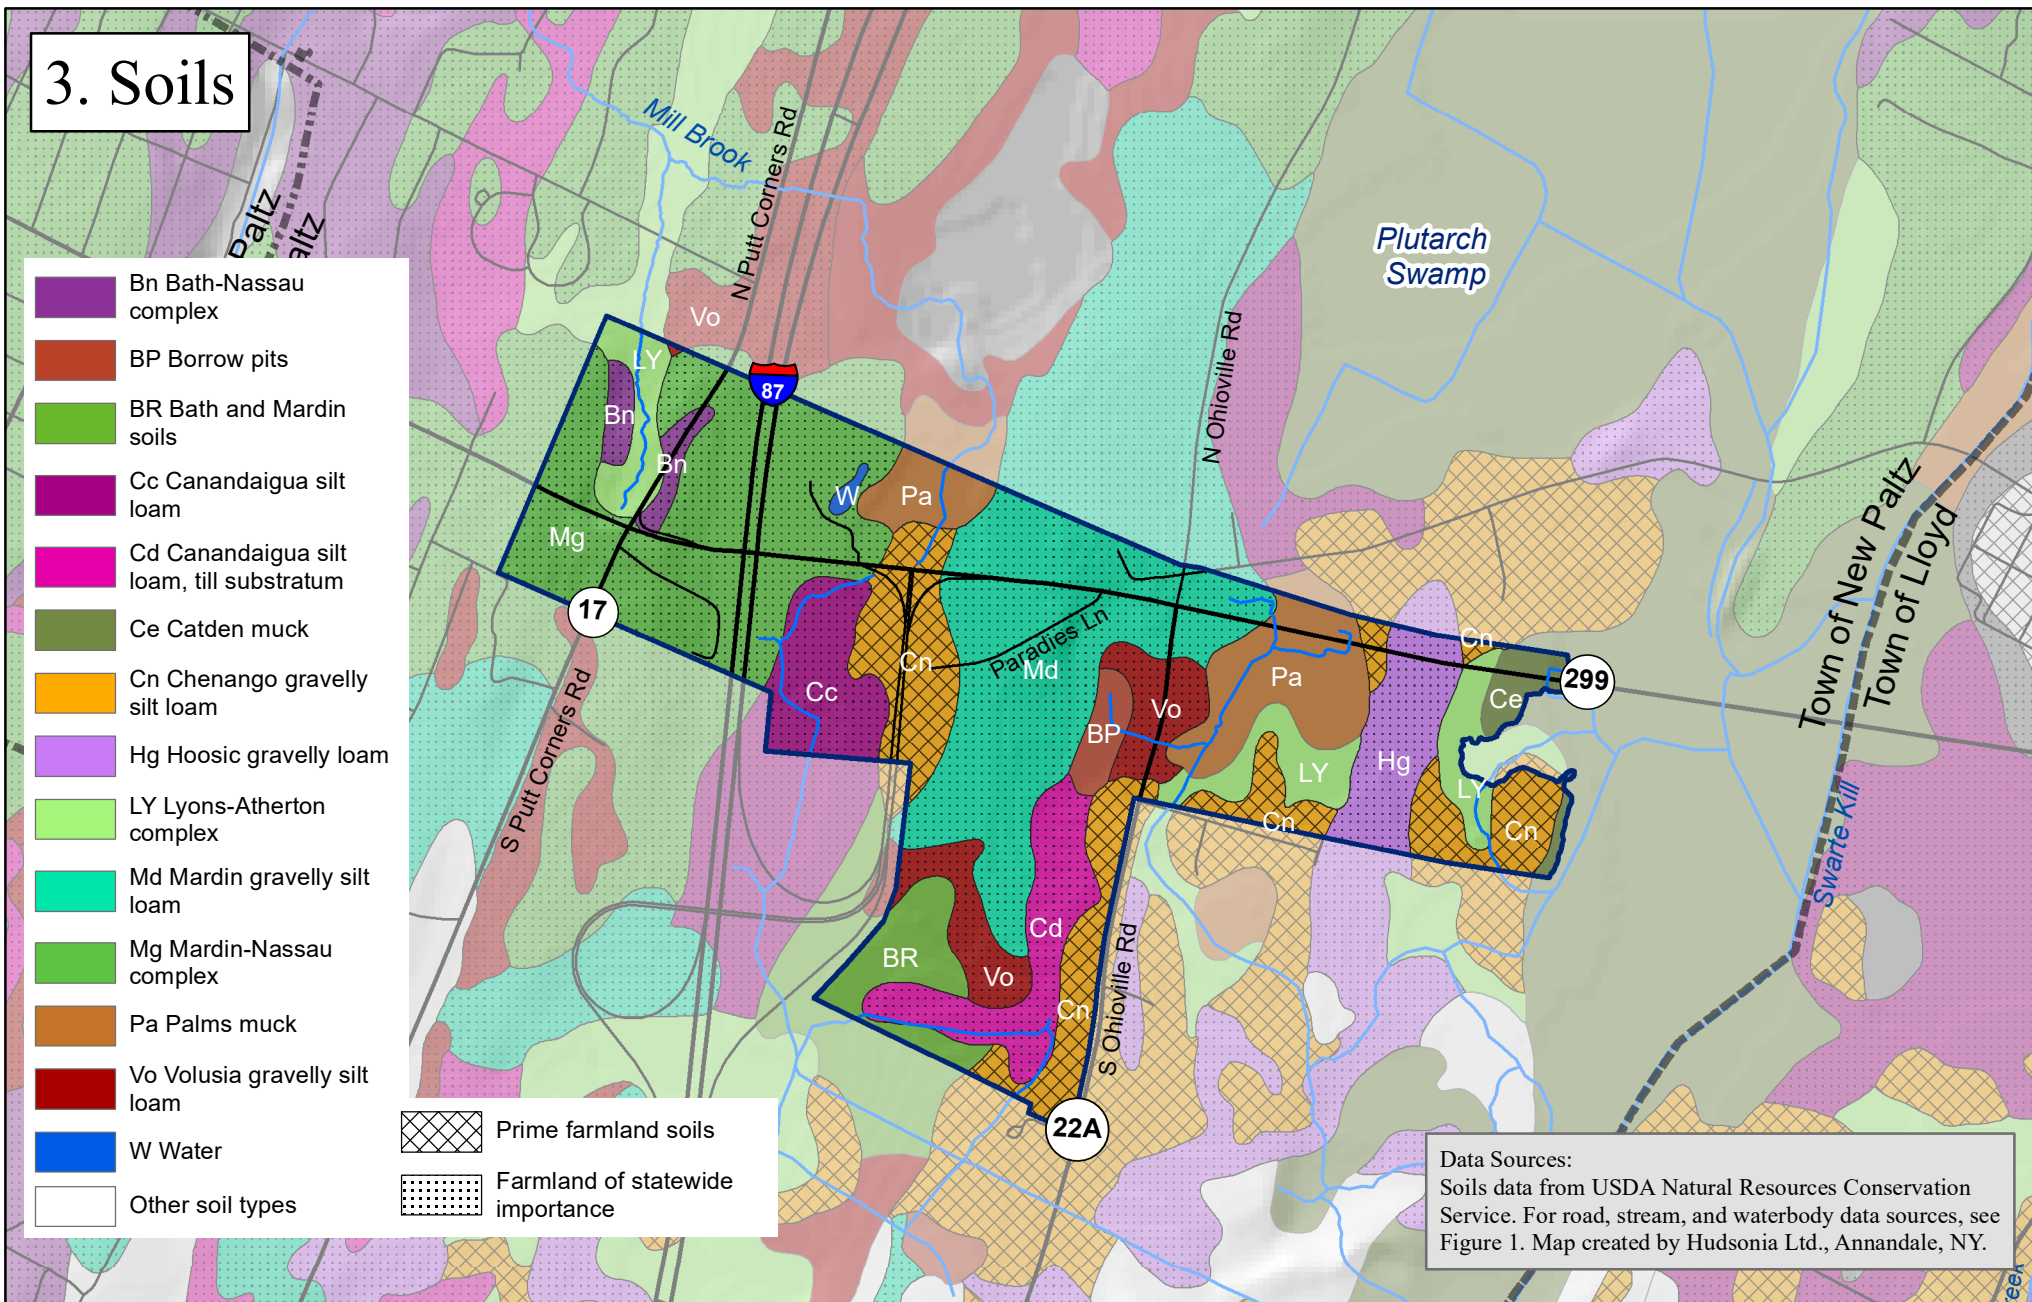 3. Soils
Mill Brook
N Putt Corners Rd
Paltz
altz
Plutarch
Swamp
N Ohioville Rd
Bn Bath-Nassau
complex
BP Borrow pits
BR Bath and Mardin
soils
Cc Canandaigua silt
loam
Cd Canandaigua silt
loam, till substratum
Ce Catden muck
Cn Chenango gravelly
silt loam
Hg Hoosic gravelly loam
LY Lyons-Atherton
complex
Md Mardin gravelly silt
loam
Mg Mardin-Nassau
complex
Pa Palms muck
Vo Volusia gravelly silt
loam
W Water
Other soil types
Prime farmland soils
Farmland of statewide
importance
Vo
LY
87
Bn
Bn
W
Pa
Mg
17
Paradies Ln
Cn
Md
Cc
S Putt Corners Rd
BP
Vo
Pa
Cn
Ce
299
Hg
LY
LY
Cn
Cn
Town of New Paltz
Town of Lloyd
Swarte Kill
BR
Cd
Vo
Cn
S Ohioville Rd
22A
Data Sources:
Soils data from USDA Natural Resources Conservation
Service. For road, stream, and waterbody data sources, see
Figure 1. Map created by Hudsonia Ltd., Annandale, NY.
eek